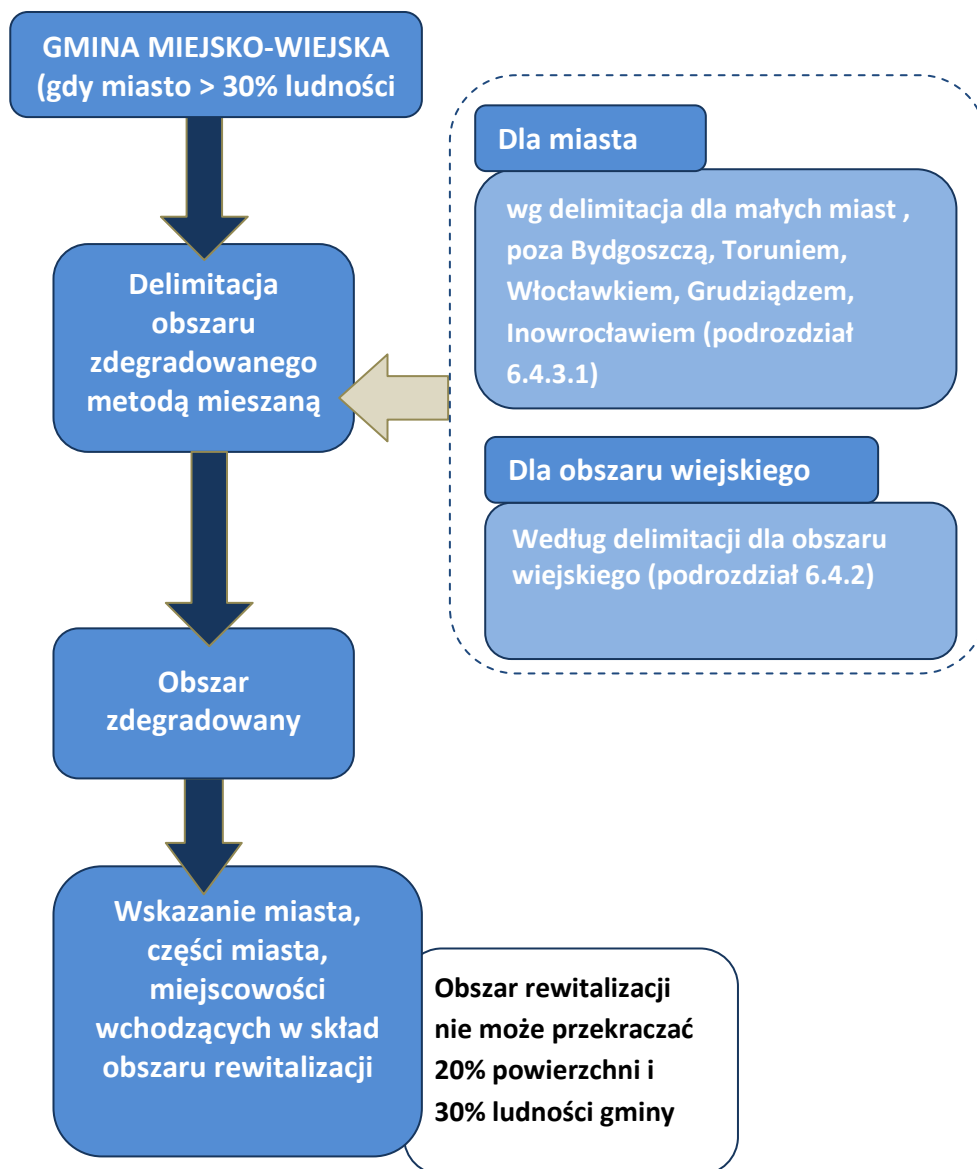 GMINA MIEJSKO-WIEJSKA
(gdy miasto > 30% ludności
Dla miasta
wg delimitacja dla małych miast ,
poza Bydgoszczą, Toruniem,
Włocławkiem, Grudziądzem,
Inowrocławiem (podrozdział
6.4.3.1)
Delimitacja
obszaru
zdegradowanego
metodą mieszaną
Dla obszaru wiejskiego
Według delimitacji dla obszaru
wiejskiego (podrozdział 6.4.2)
Obszar
zdegradowany
Wskazanie miasta,
części miasta,
miejscowości
wchodzących w skład
obszaru rewitalizacji
Obszar rewitalizacji
nie może przekraczać
20% powierzchni i
30% ludności gminy